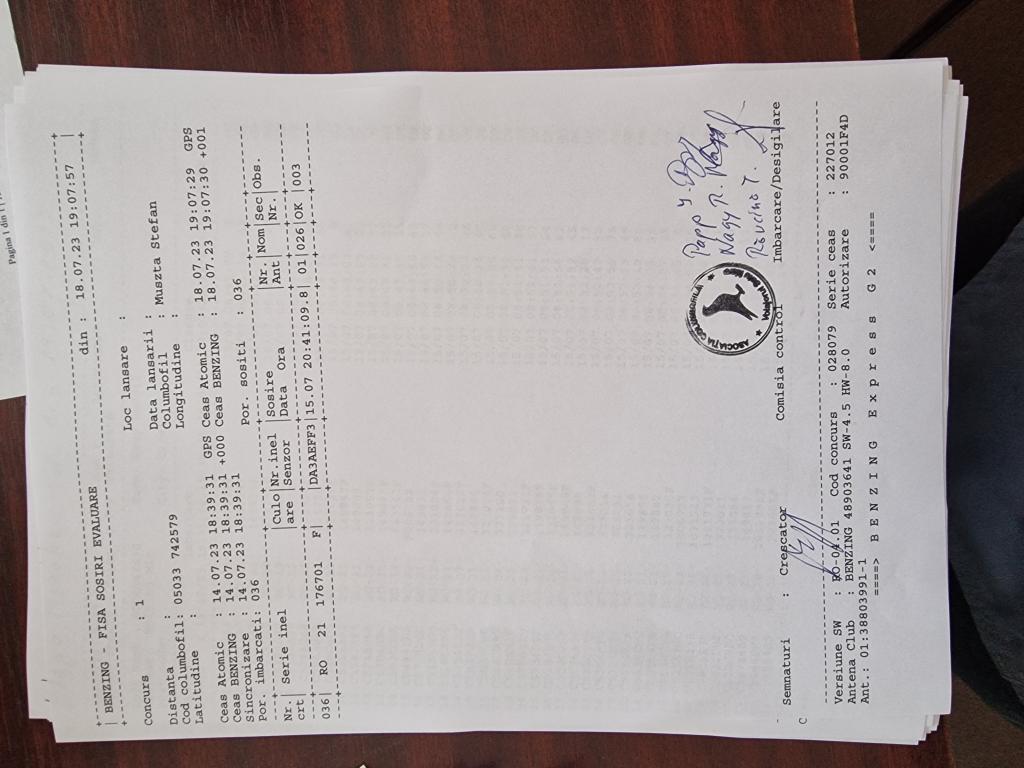 Pagina 1 din 1
+-----------------------------------------------------------------------------+
| BENZING - FISA SOSIRI EVALUARE din : 18.07.23 19:07:57 |
+-----------------------------------------------------------------------------+
Concurs : 1 Loc lansare :
Distanta : Data lansarii :
Cod columbofil: 05033 742579 Columbofil : Muszta Stefan
Latitudine : Longitudine :
Ceas Atomic : 14.07.23 18:39:31 GPS Ceas Atomic : 18.07.23 19:07:29 GPS
Ceas BENZING : 14.07.23 18:39:31 +000 Ceas BENZING : 18.07.23 19:07:30 +001
Sincronizare : 14.07.23 18:39:31
Por. imbarcati: 036 Por. sositi : 036
Nr.| Serie inel |Culo|Nr.inel |Sosire |Nr |Nom|Sec|Obs.
crt| |are |Senzor |Data Ora |Ant| |Nr.|
036| RO 21 176701 F| |DA3AEFF3|15.07 20:41:09.8| 01|026|OK |003
Papp y.
Nagy R.
T.
ASOCIATIA COLUMBOFILA
Semnaturi : Crescator Comisia control Imbarcare/Desigilare
C
Versiune SW : RO-04.01 Cod concurs : 028079 Serie ceas : 227012
Antena Club : BENZING 48903641 SW-4.5 HW-8.0 Autorizare : 90001F4D
Ant.: 01:38803991-1
====> B E N Z I N G E x p r e s s G 2 <====